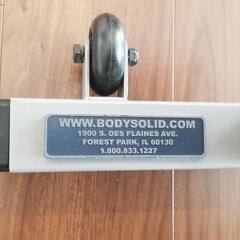 WWW.BODYSOLID.COM
1900 S. DES PLAINES AVE.
FOREST PARK, IL 60130
1.800.833.1227